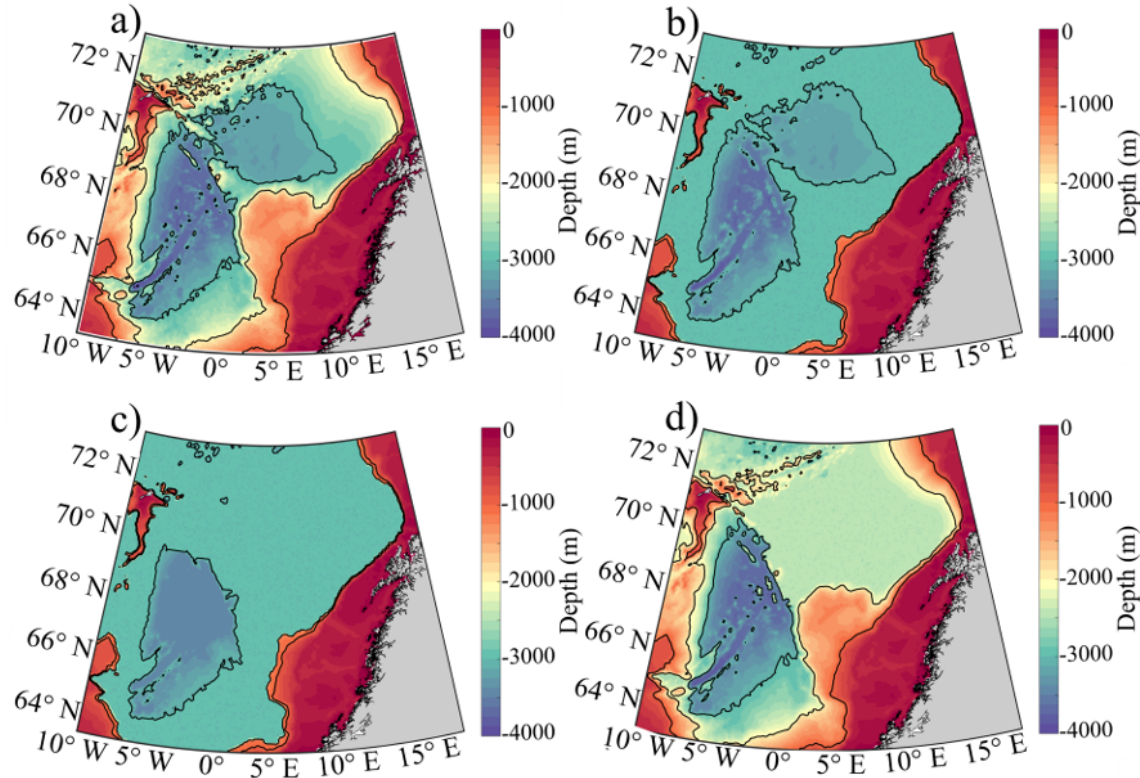 a)
72° N
70° N
68° N
66° N
64° N
10° W
5° W
0°
5° E
10° E
15° E
0
-1000
-2000
-3000
-4000
Depth (m)
b)
72° N
70° N
68° N
66° N
64° N
10° W
5° W
0°
5° E
10° E
15° E
0
-1000
-2000
-3000
-4000
Depth (m)
c)
72° N
70° N
68° N
66° N
64° N
10° W
5° W
0°
5° E
10° E
15° E
0
-1000
-2000
-3000
-4000
Depth (m)
d)
72° N
70° N
68° N
66° N
64° N
10° W
5° W
0°
5° E
10° E
15° E
0
-1000
-2000
-3000
-4000
Depth (m)